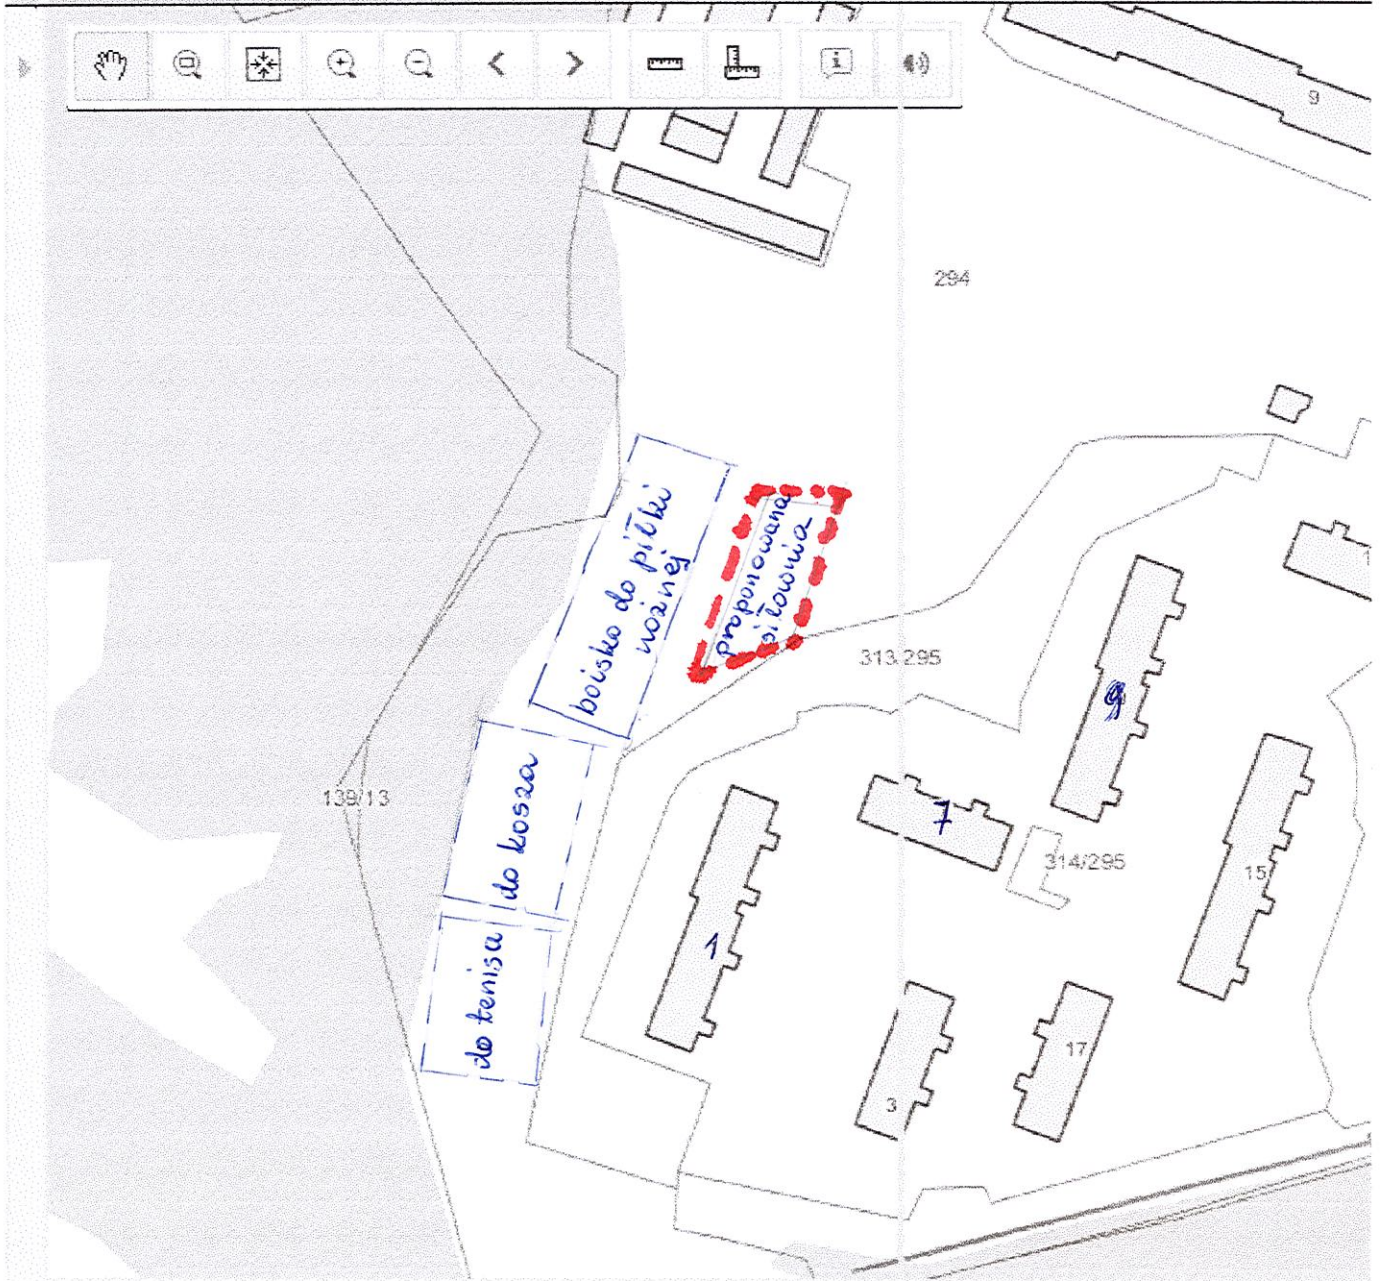 9
294
boisko do piłki
nożnej
proponowana
siłownia
313/295
9
do kosza
139/13
7
314/295
15
1
do tenisa
17
3
1